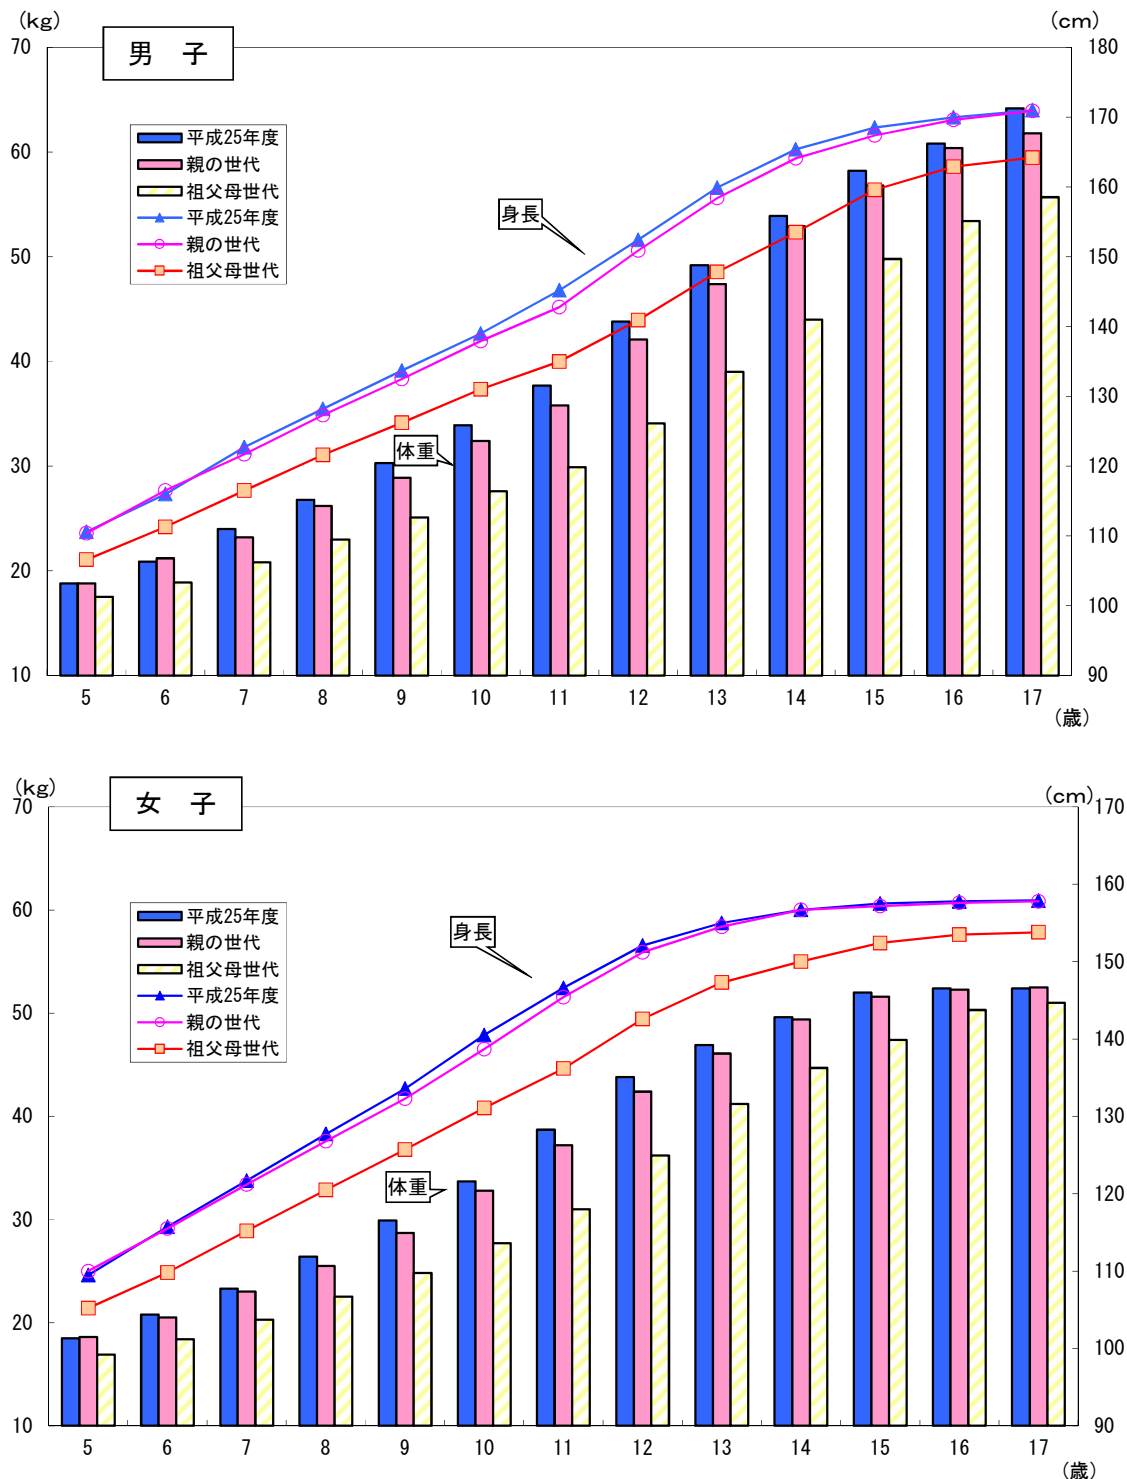 (kg)
(cm)
男 子
70
60
50
40
30
20
10
180
170
160
150
140
130
120
110
100
90
平成25年度
親の世代
祖父母世代
平成25年度
親の世代
祖父母世代
身長
体重
5 6 7 8 9 10 11 12 13 14 15 16 17
(歳)
(kg)
(cm)
女 子
70
60
50
40
30
20
10
170
160
150
140
130
120
110
100
90
平成25年度
親の世代
祖父母世代
平成25年度
親の世代
祖父母世代
身長
体重
5 6 7 8 9 10 11 12 13 14 15 16 17
(歳)